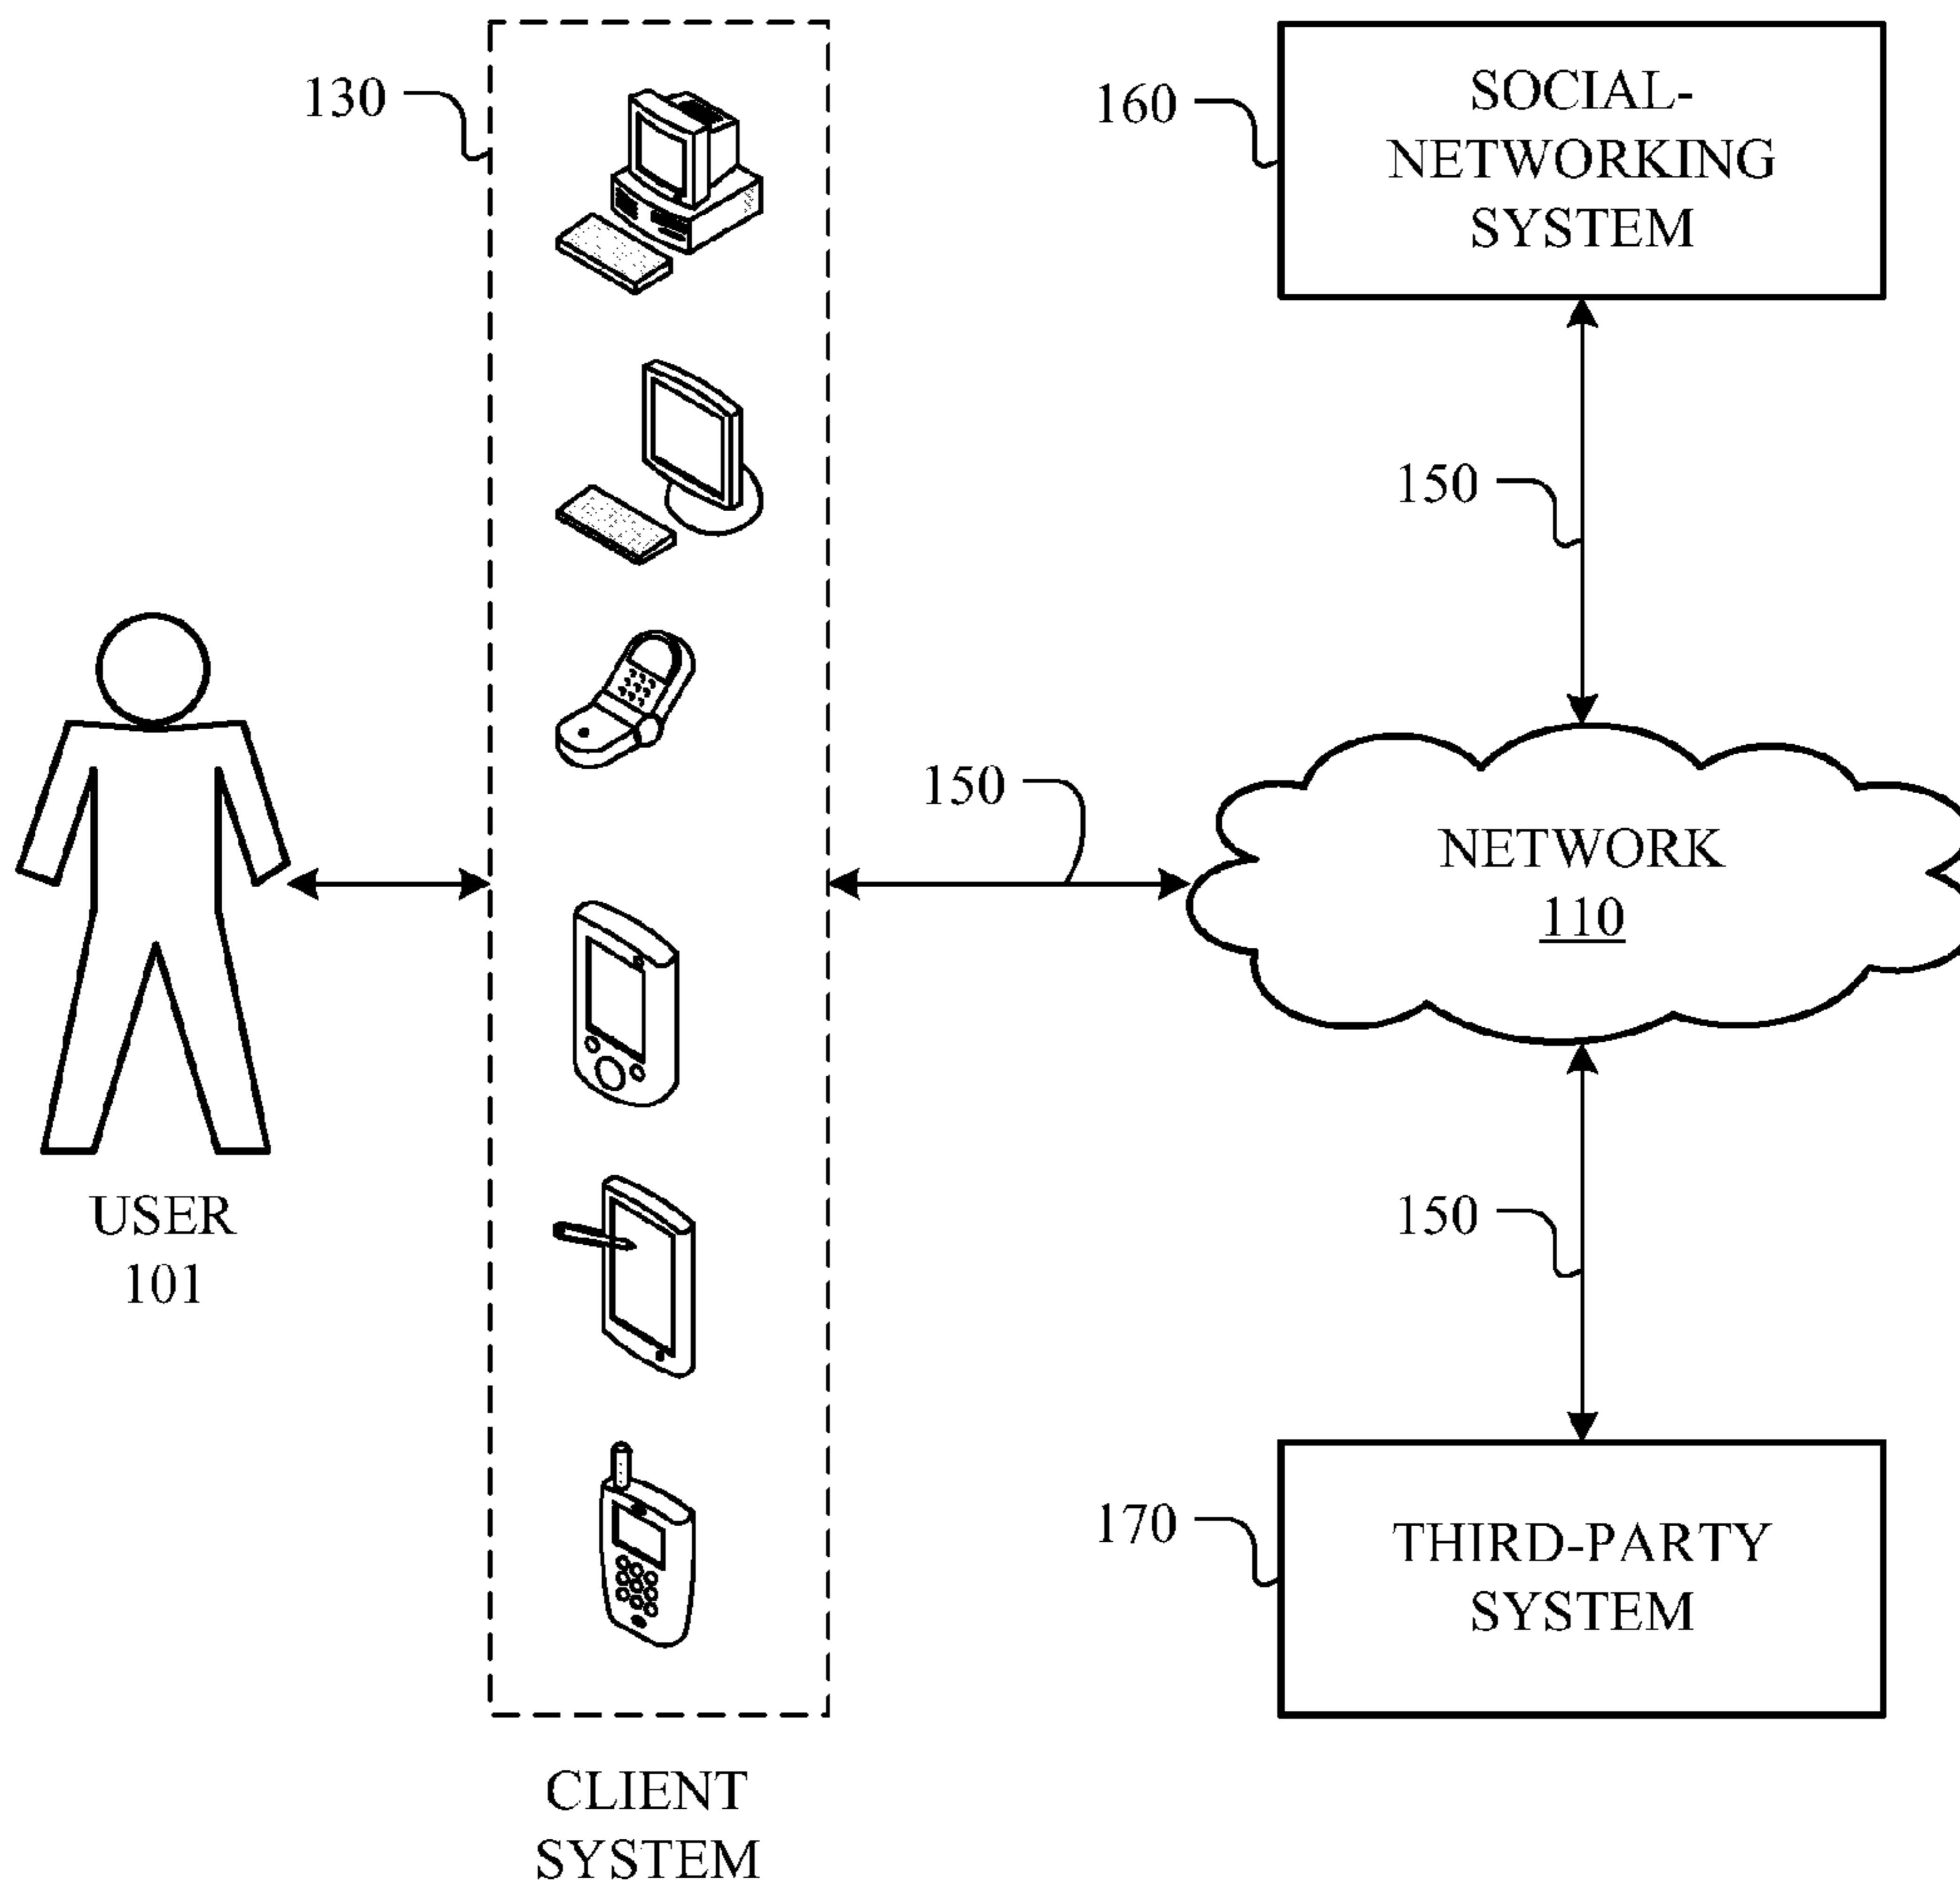 130
160
SOCIAL-
NETWORKING
SYSTEM
150
150
NETWORK
110
USER
101
150
170
THIRD-PARTY
SYSTEM
CLIENT
SYSTEM